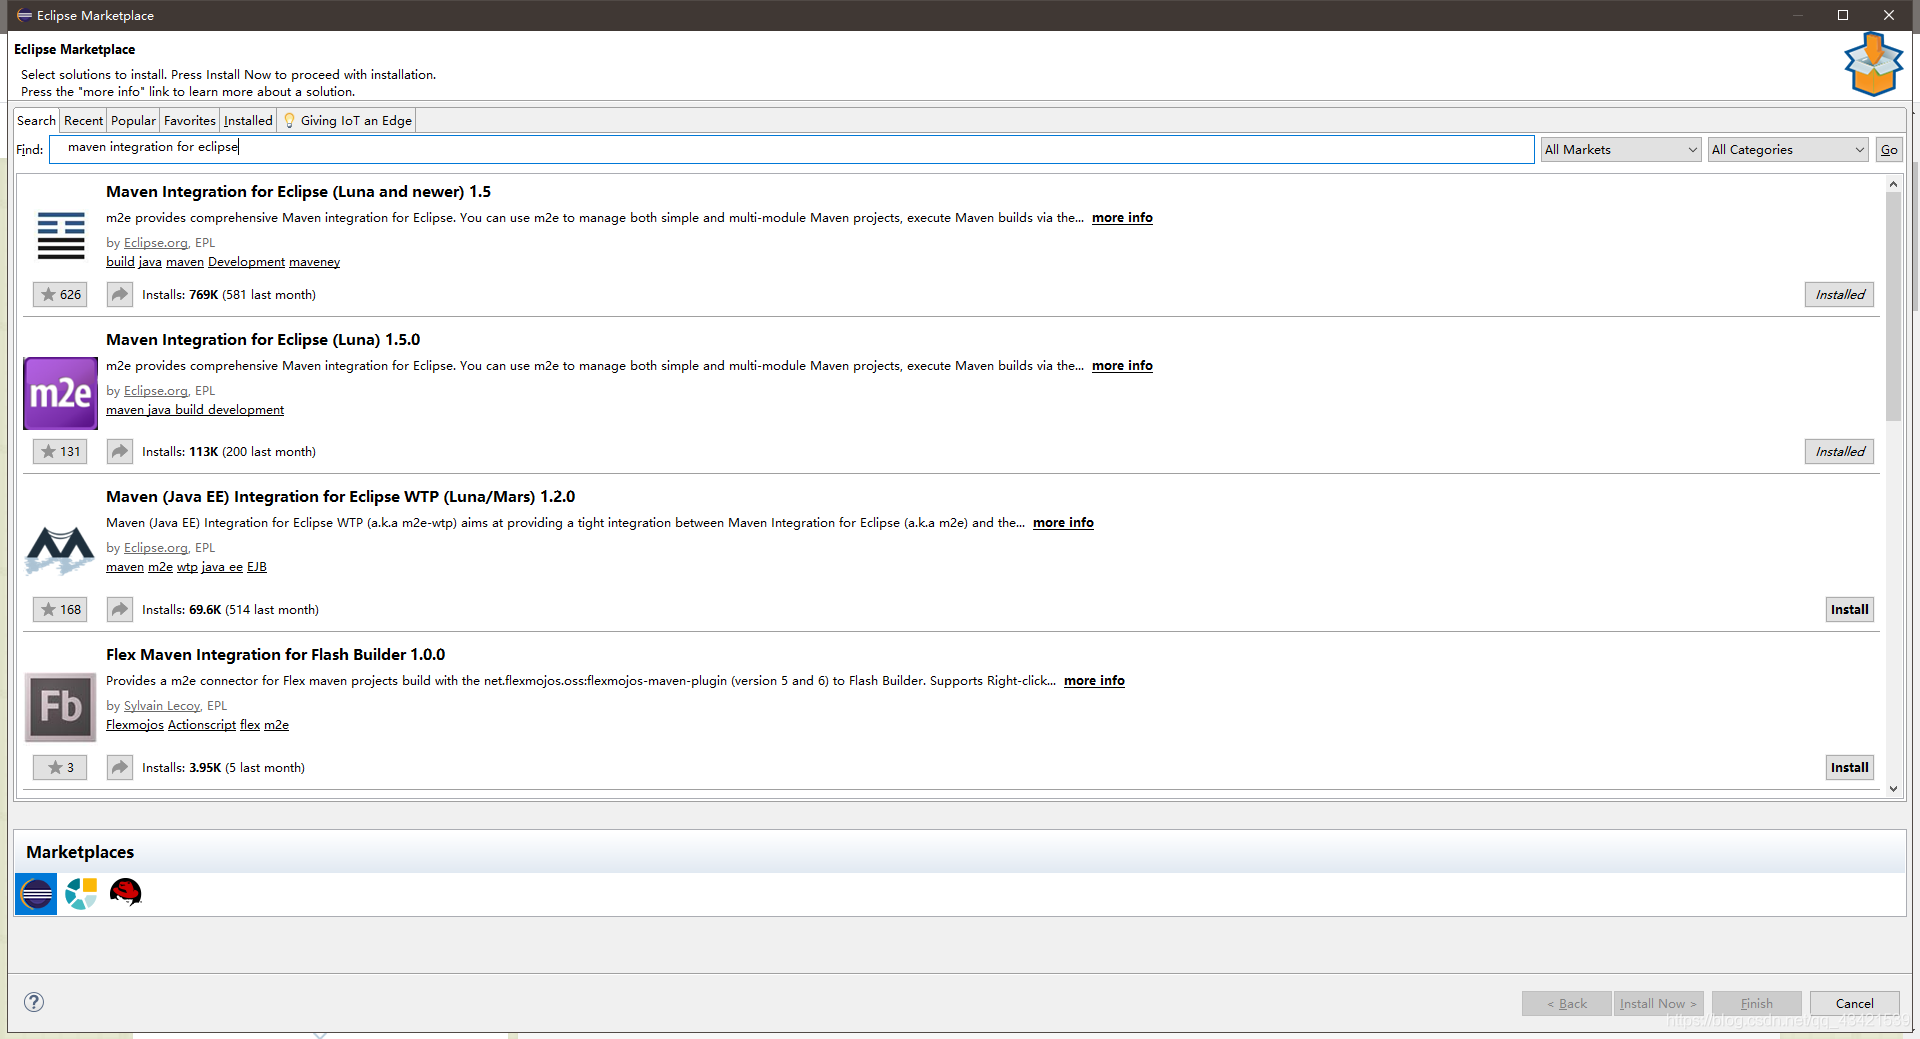 Eclipse Marketplace
Eclipse Marketplace
Select solutions to install. Press Install Now to proceed with installation.
Press the "more info" link to learn more about a solution.
Search Recent Popular Favorites Installed Giving IoT an Edge
Find: maven integration for eclipse All Markets All Categories Go
Maven Integration for Eclipse (Luna and newer) 1.5
m2e provides comprehensive Maven integration for Eclipse. You can use m2e to manage both simple and multi-module Maven projects, execute Maven builds via the... more info
by Eclipse.org, EPL
build java maven Development maveney
626 Installs: 769K (581 last month) Installed
Maven Integration for Eclipse (Luna) 1.5.0
m2e
m2e provides comprehensive Maven integration for Eclipse. You can use m2e to manage both simple and multi-module Maven projects, execute Maven builds via the... more info
by Eclipse.org, EPL
maven java build development
131 Installs: 113K (200 last month) Installed
Maven (Java EE) Integration for Eclipse WTP (Luna/Mars) 1.2.0
Maven (Java EE) Integration for Eclipse WTP (a.k.a m2e-wtp) aims at providing a tight integration between Maven Integration for Eclipse (a.k.a m2e) and the... more info
by Eclipse.org, EPL
maven m2e wtp java ee EJB
168 Installs: 69.6K (514 last month) Install
Flex Maven Integration for Flash Builder 1.0.0
Fb
Provides a m2e connector for Flex maven projects build with the net.flexmojos.oss:flexmojos-maven-plugin (version 5 and 6) to Flash Builder. Supports Right-click... more info
by Sylvain Lecoy, EPL
Flexmojos Actionscript flex m2e
3 Installs: 3.95K (5 last month) Install
Marketplaces
? < Back Install Now > Finish Cancel
https://blog.csdn.net/qq_43421539